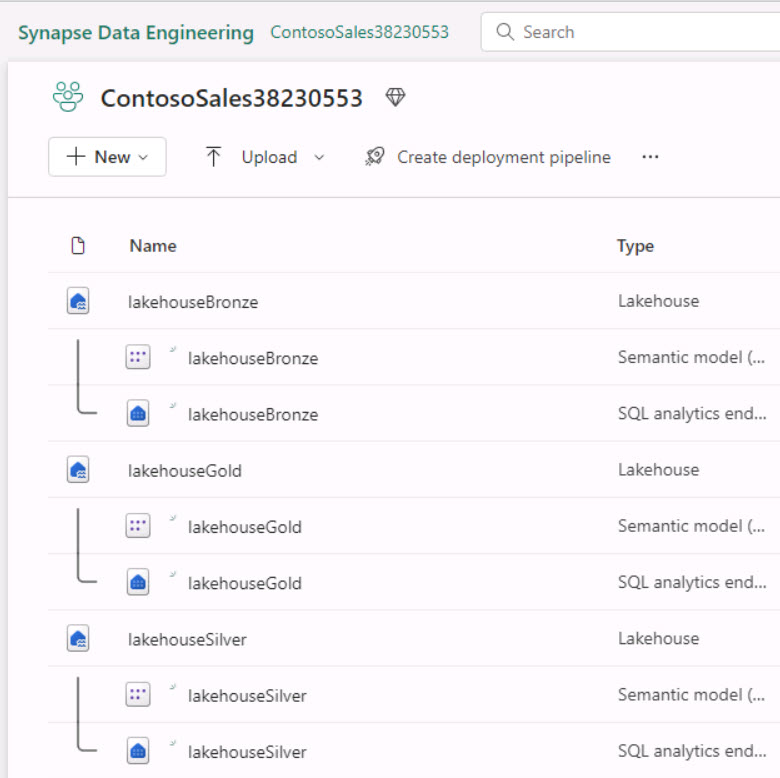 Synapse Data Engineering ContosoSales38230553 Search
ContosoSales38230553
New Upload Create deployment pipeline ...
Name Type
lakehouseBronze Lakehouse
lakehouseBronze Semantic model (...
lakehouseBronze SQL analytics end...
lakehouseGold Lakehouse
lakehouseGold Semantic model (...
lakehouseGold SQL analytics end...
lakehouseSilver Lakehouse
lakehouseSilver Semantic model (...
lakehouseSilver SQL analytics end...